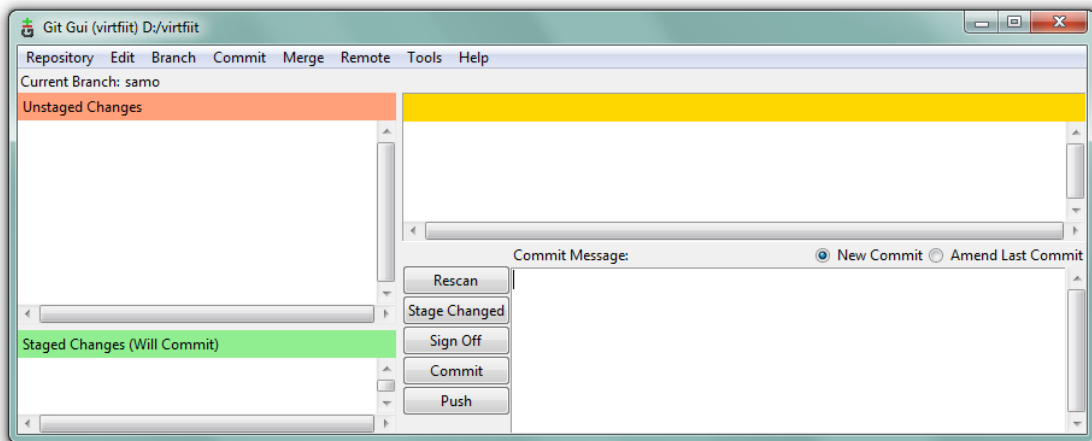 Git Gui (virtfiit) D:/virtfiit
Repository Edit Branch Commit Merge Remote Tools Help
Current Branch: samo
Unstaged Changes
Staged Changes (Will Commit)
Commit Message:
New Commit Amend Last Commit
Rescan
Stage Changed
Sign Off
Commit
Push